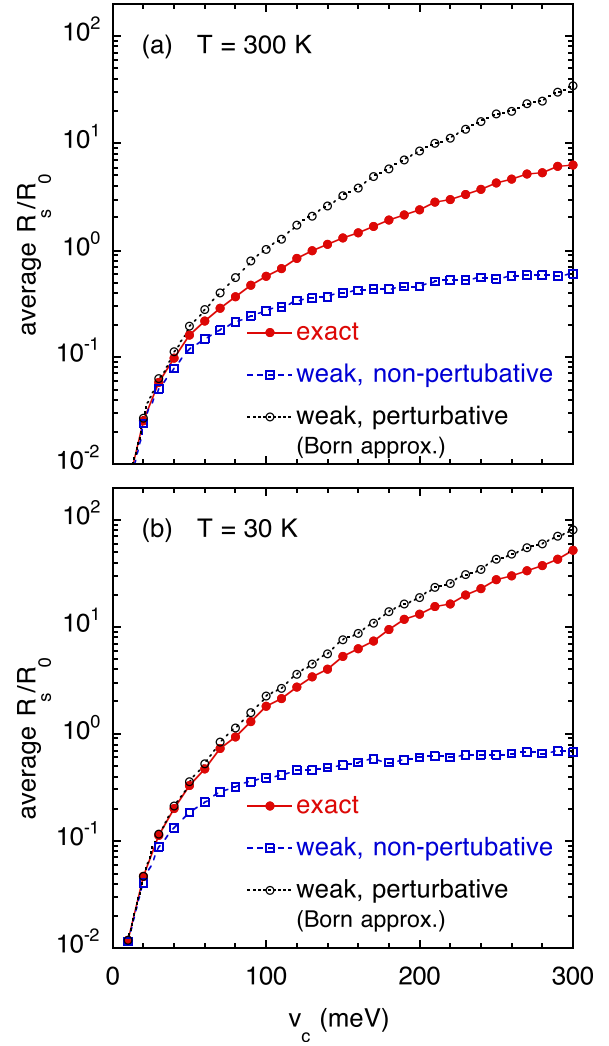 (a) T = 300 K
10^2
10^1
10^0
10^-1
10^-2
average R_s/R_0
exact
weak, non-pertubative
weak, perturbative
(Born approx.)
(b) T = 30 K
10^2
10^1
10^0
10^-1
10^-2
average R_s/R_0
exact
weak, non-pertubative
weak, perturbative
(Born approx.)
0 100 200 300
v_c (meV)